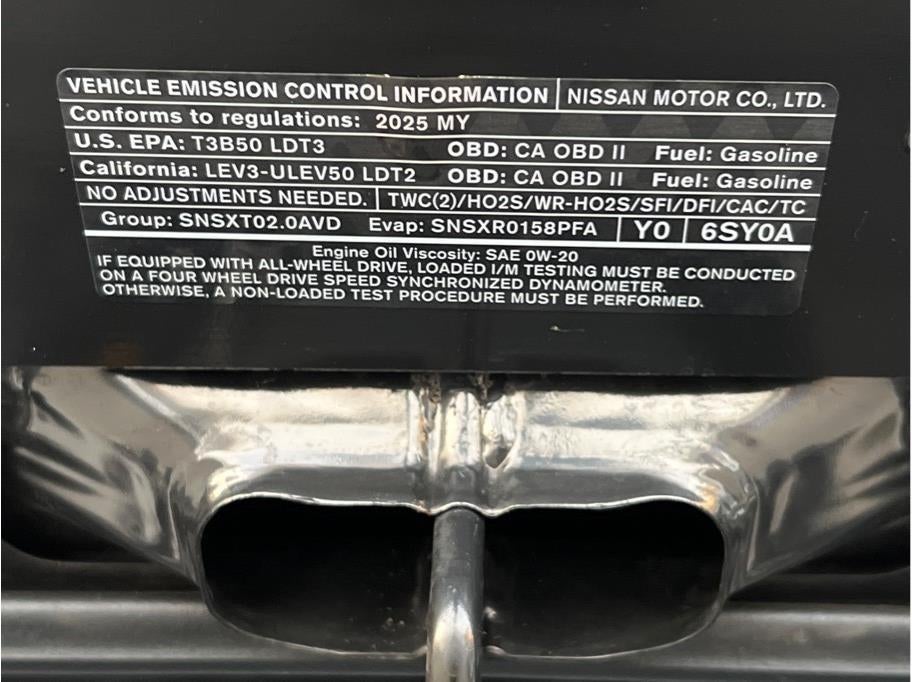 VEHICLE EMISSION CONTROL INFORMATION NISSAN MOTOR CO., LTD.
Conforms to regulations: 2025 MY
U.S. EPA: T3B50 LDT3 OBD: CA OBD II Fuel: Gasoline
California: LEV3-ULEV50 LDT2 OBD: CA OBD II Fuel: Gasoline
NO ADJUSTMENTS NEEDED. TWC(2)/HO2S/WR-HO2S/SFI/DFI/CAC/TC
Group: SNSXT02.0AVD Evap: SNSXR0158PFA Y0 6SY0A
Engine Oil Viscosity: SAE 0W-20
IF EQUIPPED WITH ALL-WHEEL DRIVE, LOADED I/M TESTING MUST BE CONDUCTED
ON A FOUR WHEEL DRIVE SPEED SYNCHRONIZED DYNAMOMETER.
OTHERWISE, A NON-LOADED TEST PROCEDURE MUST BE PERFORMED.